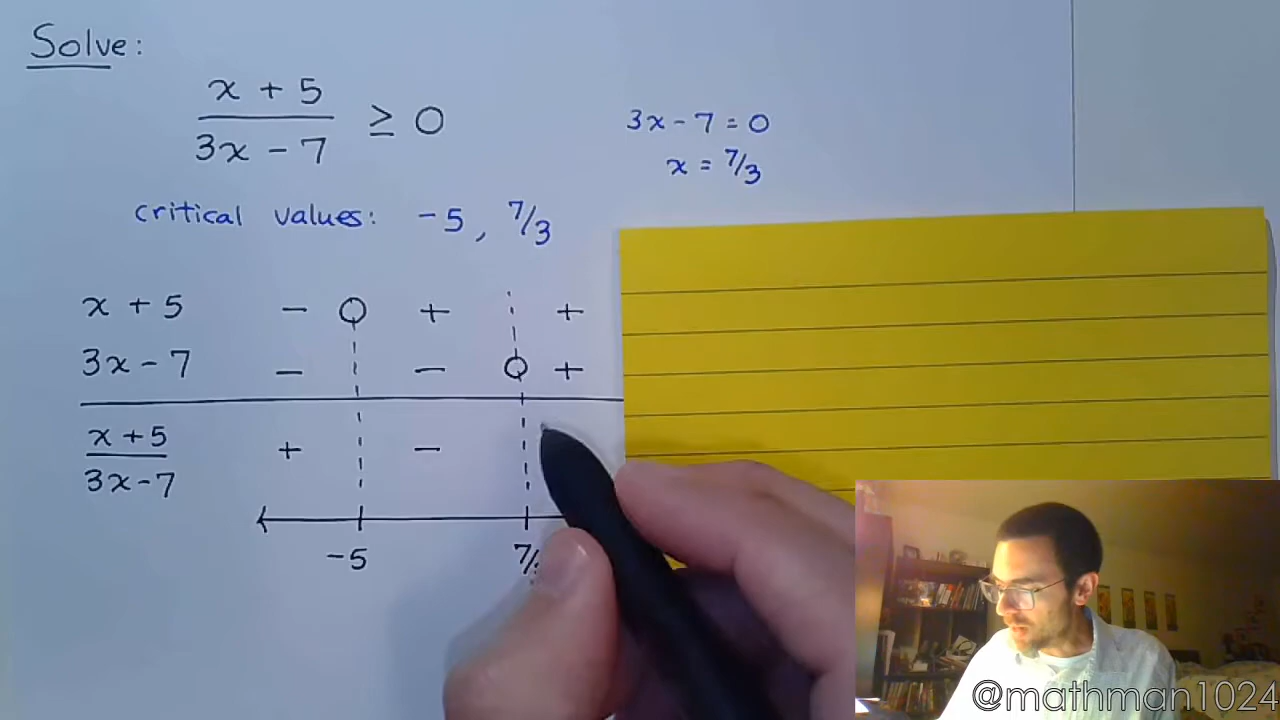 Solve:
x + 5
3x - 7
≥ 0
3x - 7 = 0
x = 7/3
critical values: -5, 7/3
x + 5 - 0 + +
3x - 7 - - 0 +
x + 5
3x - 7
+ -
-5
@mathman1024